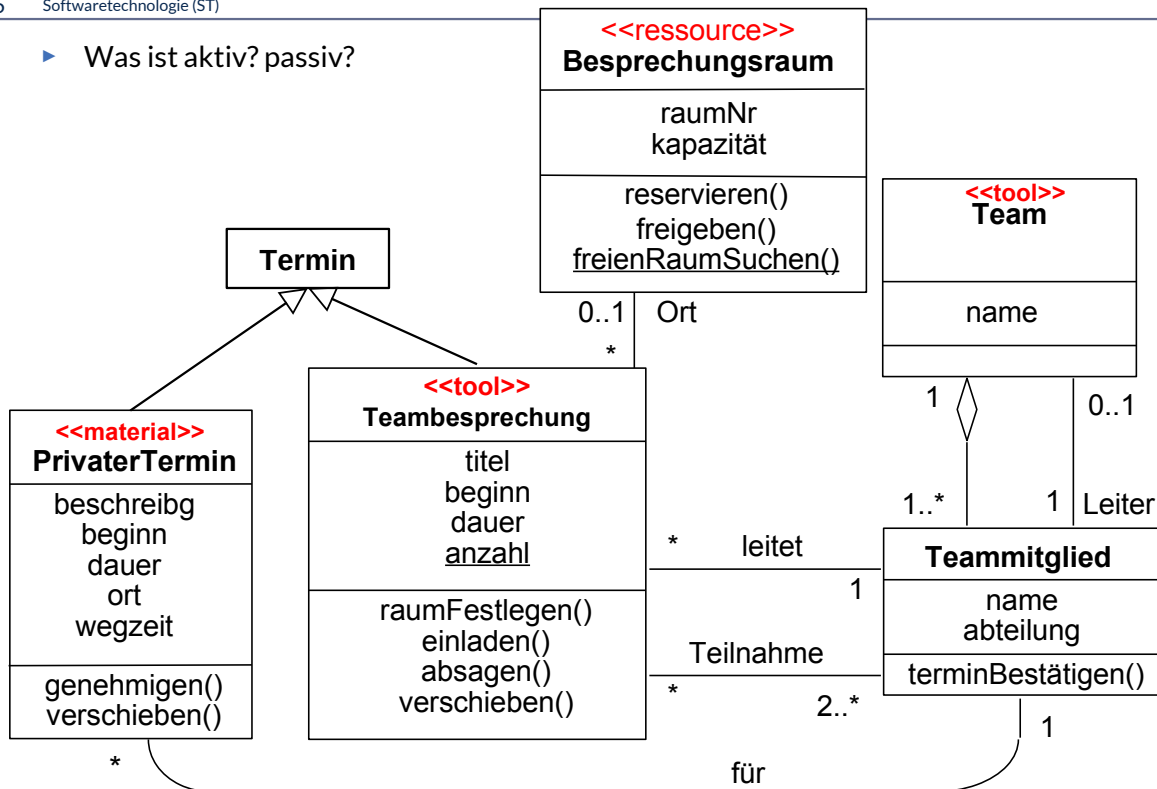 Softwaretechnologie (ST)
► Was ist aktiv? passiv?
<<ressource>>
Besprechungsraum
raumNr
kapazität
reservieren()
freigeben()
freienRaumSuchen()
<<tool>>
Team
name
Termin
0..1 Ort
*
<<tool>>
Teambesprechung
titel
beginn
dauer
anzahl
raumFestlegen()
einladen()
absagen()
verschieben()
<<material>>
PrivaterTermin
beschreibg
beginn
dauer
ort
wegzeit
genehmigen()
verschieben()
1
0..1
1..*
1 Leiter
Teammitglied
name
abteilung
terminBestätigen()
* leitet
1
Teilnahme
*
2..*
1
*
für